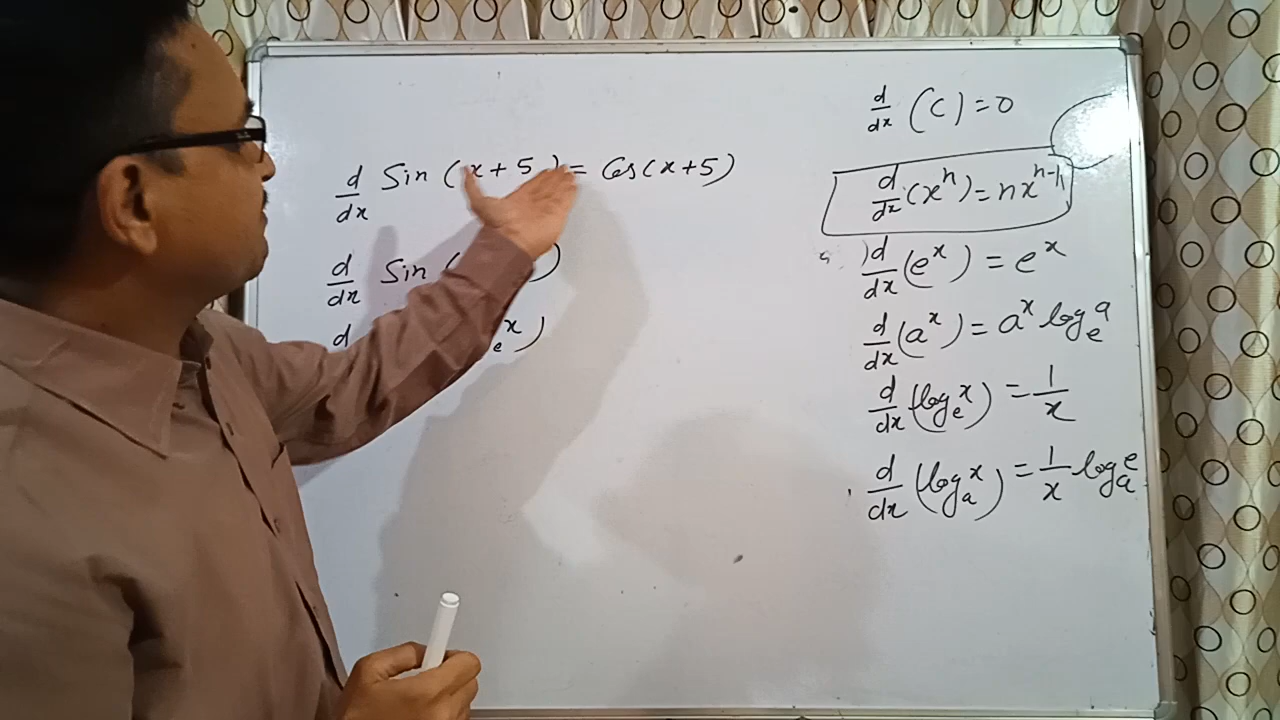 d/dx Sin (x+5) = Cos(x+5)
d/dx Sin ( )
d e^x)
d/dx (C) = 0
d/dx (x^n) = nx^n-1
d/dx (e^x) = e^x
d/dx (a^x) = a^x log_e^a
d/dx (log_e^x) = 1/x
d/dx (log_a^x) = 1/x log_a^e